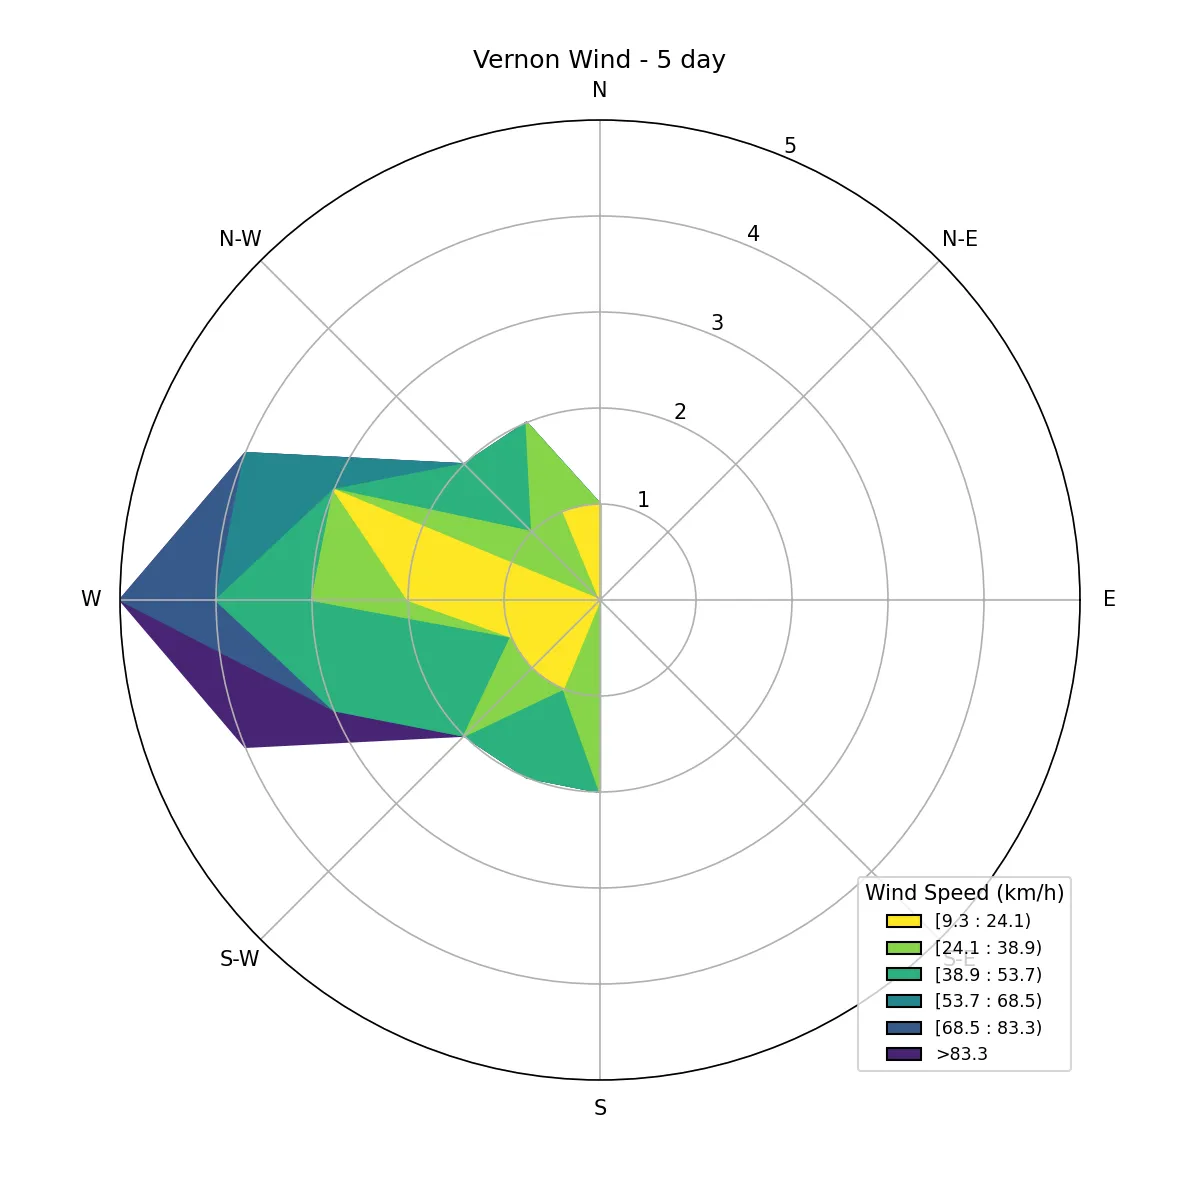 Vernon Wind - 5 day
N
5
N-W
N-E
4
3
2
1
W
E
S-W
S-E
Wind Speed (km/h)
[9.3 : 24.1)
[24.1 : 38.9)
[38.9 : 53.7)
[53.7 : 68.5)
[68.5 : 83.3)
>83.3
S